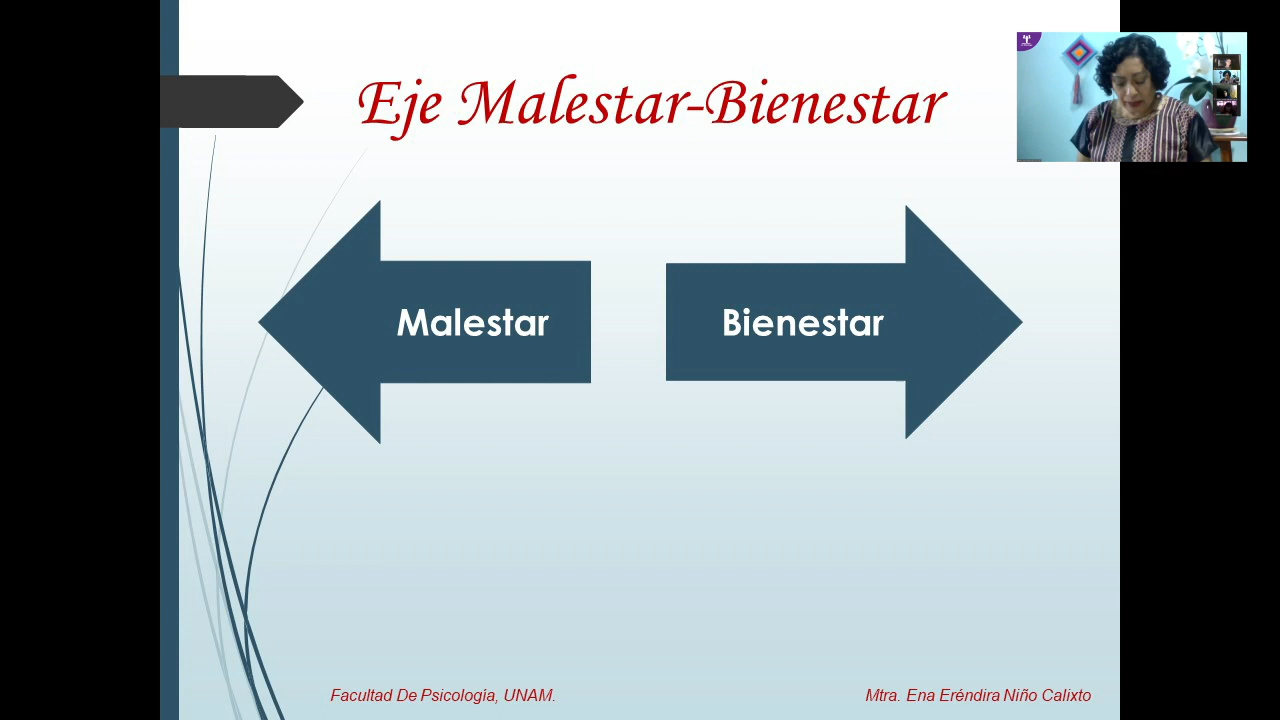 Eje Malestar-Bienestar
Malestar
Bienestar
Facultad De Psicología, UNAM.
Mtra. Ena Eréndira Niño Calixto